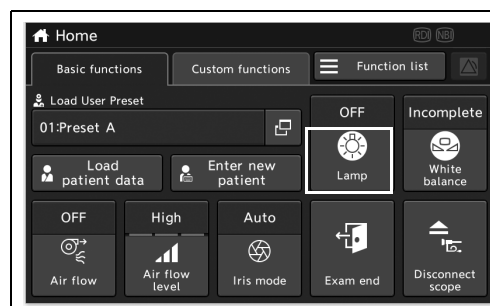 Home
RDI NBI
Basic functions
Custom functions
Function list
Load User Preset
01:Preset A
OFF
Lamp
Incomplete
White
balance
Load
patient data
Enter new
patient
OFF
Air flow
High
Air flow
level
Auto
Iris mode
Exam end
Disconnect
scope